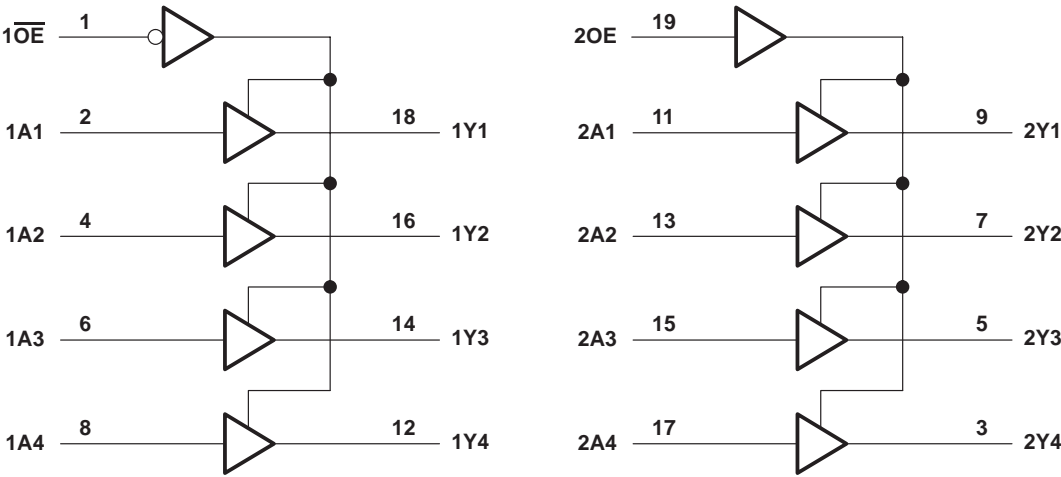 1O̅E̅ 1
1A1 2 18 1Y1
1A2 4 16 1Y2
1A3 6 14 1Y3
1A4 8 12 1Y4
2OE 19
2A1 11 9 2Y1
2A2 13 7 2Y2
2A3 15 5 2Y3
2A4 17 3 2Y4